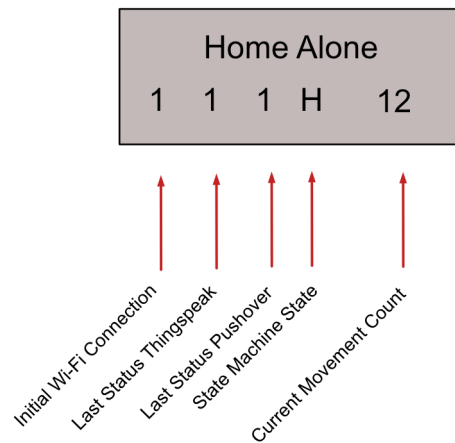 Home Alone
1 1 1 H 12
Initial Wi-Fi Connection
Last Status Thingspeak
Last Status Pushover
State Machine State
Current Movement Count